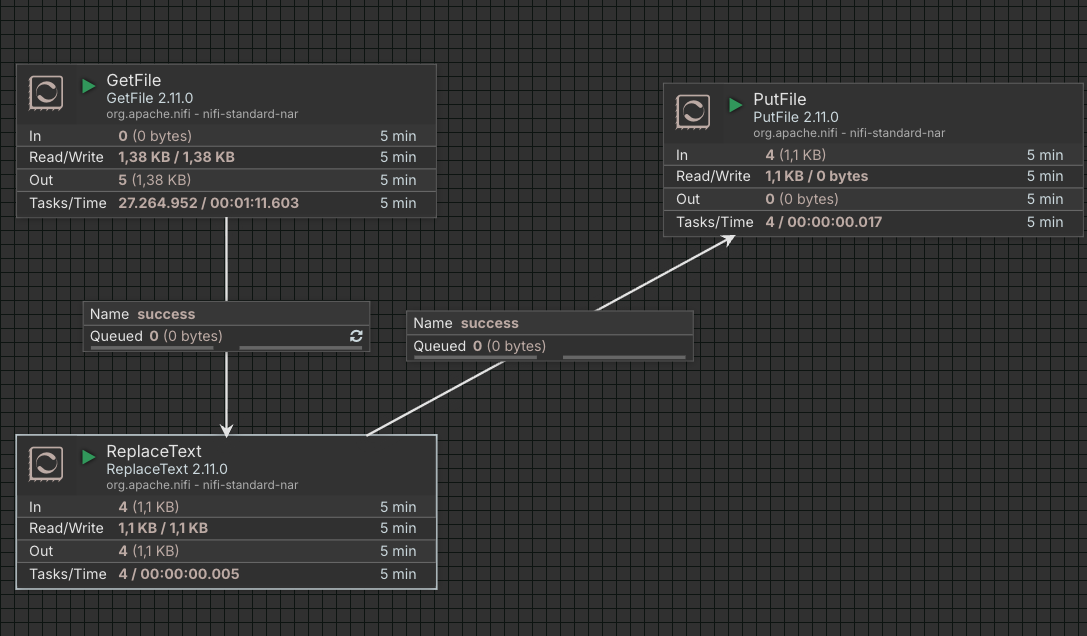 GetFile
GetFile 2.11.0
org.apache.nifi - nifi-standard-nar
In 0 (0 bytes) 5 min
Read/Write 1,38 KB / 1,38 KB 5 min
Out 5 (1,38 KB) 5 min
Tasks/Time 27.264.952 / 00:01:11.603 5 min
PutFile
PutFile 2.11.0
org.apache.nifi - nifi-standard-nar
In 4 (1,1 KB) 5 min
Read/Write 1,1 KB / 0 bytes 5 min
Out 0 (0 bytes) 5 min
Tasks/Time 4 / 00:00:00.017 5 min
Name success
Queued 0 (0 bytes)
Name success
Queued 0 (0 bytes)
ReplaceText
ReplaceText 2.11.0
org.apache.nifi - nifi-standard-nar
In 4 (1,1 KB) 5 min
Read/Write 1,1 KB / 1,1 KB 5 min
Out 4 (1,1 KB) 5 min
Tasks/Time 4 / 00:00:00.005 5 min